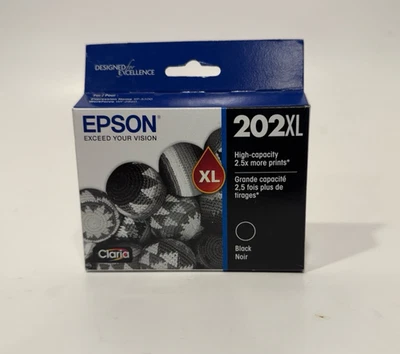 DESIGNED for
EXCELLENCE
EPSON
EXCEED YOUR VISION
202XL
High-capacity
2.5x more prints*
Grande capacité
2,5 fois plus de
tirages*
XL
Black
Noir
Claria